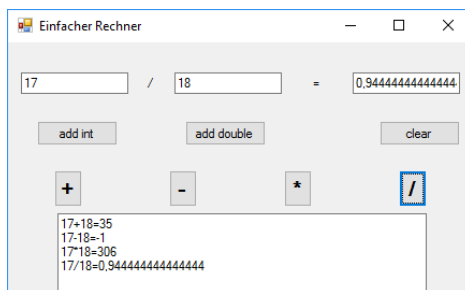 Einfacher Rechner
17 / 18 = 0,94444444444444
add int add double clear
+ - * /
17+18=35
17-18=-1
17*18=306
17/18=0,944444444444444